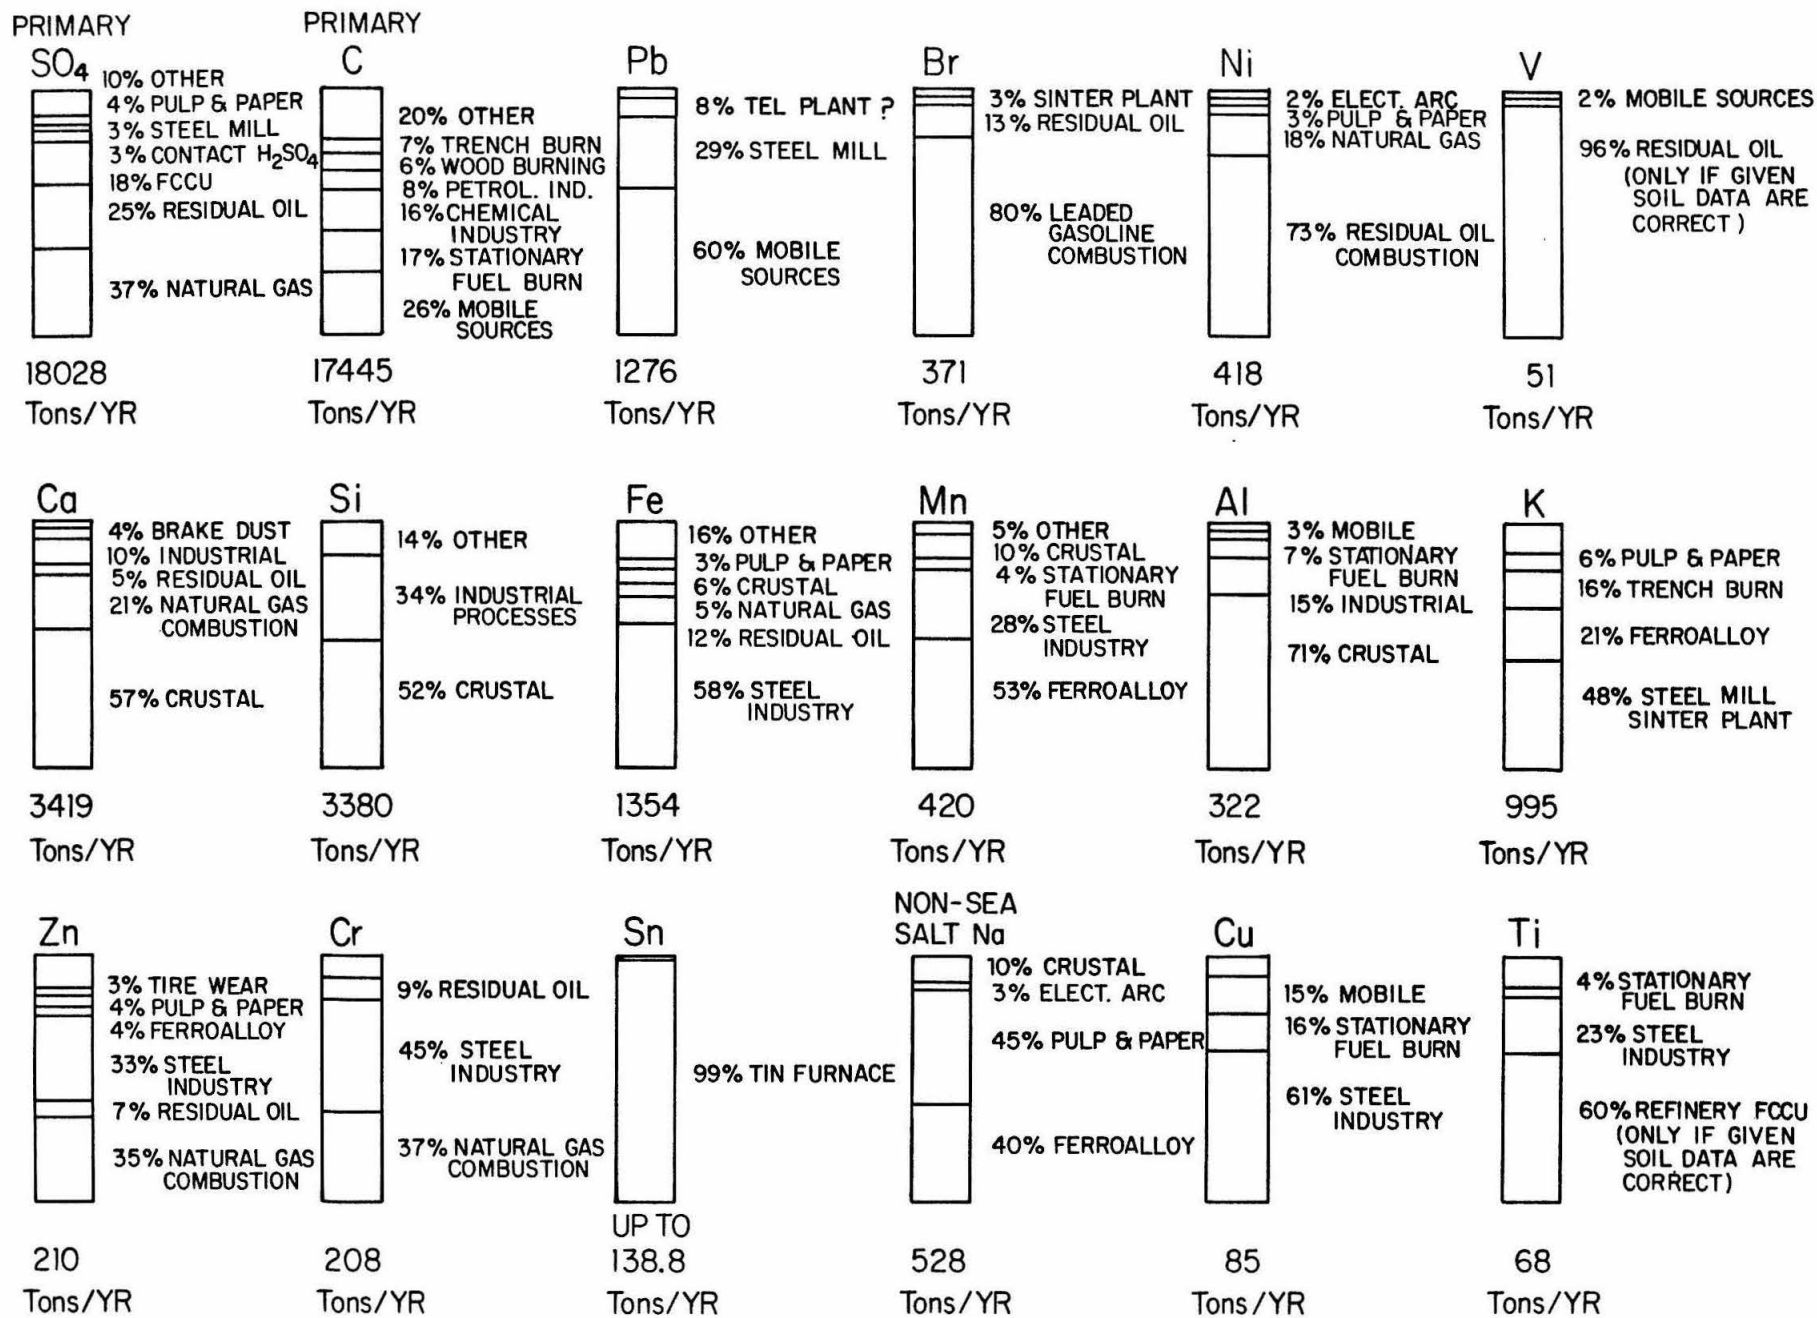 PRIMARY
SO₄
10% OTHER
4% PULP & PAPER
3% STEEL MILL
3% CONTACT H₂SO₄
18% FCCU
25% RESIDUAL OIL
37% NATURAL GAS
18028
Tons/YR
PRIMARY
C
20% OTHER
7% TRENCH BURN
6% WOOD BURNING
8% PETROL. IND.
16% CHEMICAL
INDUSTRY
17% STATIONARY
FUEL BURN
26% MOBILE
SOURCES
17445
Tons/YR
Pb
8% TEL PLANT ?
29% STEEL MILL
60% MOBILE
SOURCES
1276
Tons/YR
Br
3% SINTER PLANT
13% RESIDUAL OIL
80% LEADED
GASOLINE
COMBUSTION
371
Tons/YR
Ni
2% ELECT. ARC
3% PULP & PAPER
18% NATURAL GAS
73% RESIDUAL OIL
COMBUSTION
418
Tons/YR
V
2% MOBILE SOURCES
96% RESIDUAL OIL
(ONLY IF GIVEN
SOIL DATA ARE
CORRECT)
51
Tons/YR
Ca
4% BRAKE DUST
10% INDUSTRIAL
5% RESIDUAL OIL
21% NATURAL GAS
COMBUSTION
57% CRUSTAL
3419
Tons/YR
Si
14% OTHER
34% INDUSTRIAL
PROCESSES
52% CRUSTAL
3380
Tons/YR
Fe
16% OTHER
3% PULP & PAPER
6% CRUSTAL
5% NATURAL GAS
12% RESIDUAL OIL
58% STEEL
INDUSTRY
1354
Tons/YR
Mn
5% OTHER
10% CRUSTAL
4% STATIONARY
FUEL BURN
28% STEEL
INDUSTRY
53% FERROALLOY
420
Tons/YR
Al
3% MOBILE
7% STATIONARY
FUEL BURN
15% INDUSTRIAL
71% CRUSTAL
322
Tons/YR
K
6% PULP & PAPER
16% TRENCH BURN
21% FERROALLOY
48% STEEL MILL
SINTER PLANT
995
Tons/YR
Zn
3% TIRE WEAR
4% PULP & PAPER
4% FERROALLOY
33% STEEL
INDUSTRY
7% RESIDUAL OIL
35% NATURAL GAS
COMBUSTION
210
Tons/YR
Cr
9% RESIDUAL OIL
45% STEEL
INDUSTRY
37% NATURAL GAS
COMBUSTION
208
Tons/YR
Sn
99% TIN FURNACE
UP TO
138.8
Tons/YR
NON-SEA
SALT Na
10% CRUSTAL
3% ELECT. ARC
45% PULP & PAPER
40% FERROALLOY
528
Tons/YR
Cu
15% MOBILE
16% STATIONARY
FUEL BURN
61% STEEL
INDUSTRY
85
Tons/YR
Ti
4% STATIONARY
FUEL BURN
23% STEEL
INDUSTRY
60% REFINERY FCCU
(ONLY IF GIVEN
SOIL DATA ARE
CORRECT)
68
Tons/YR